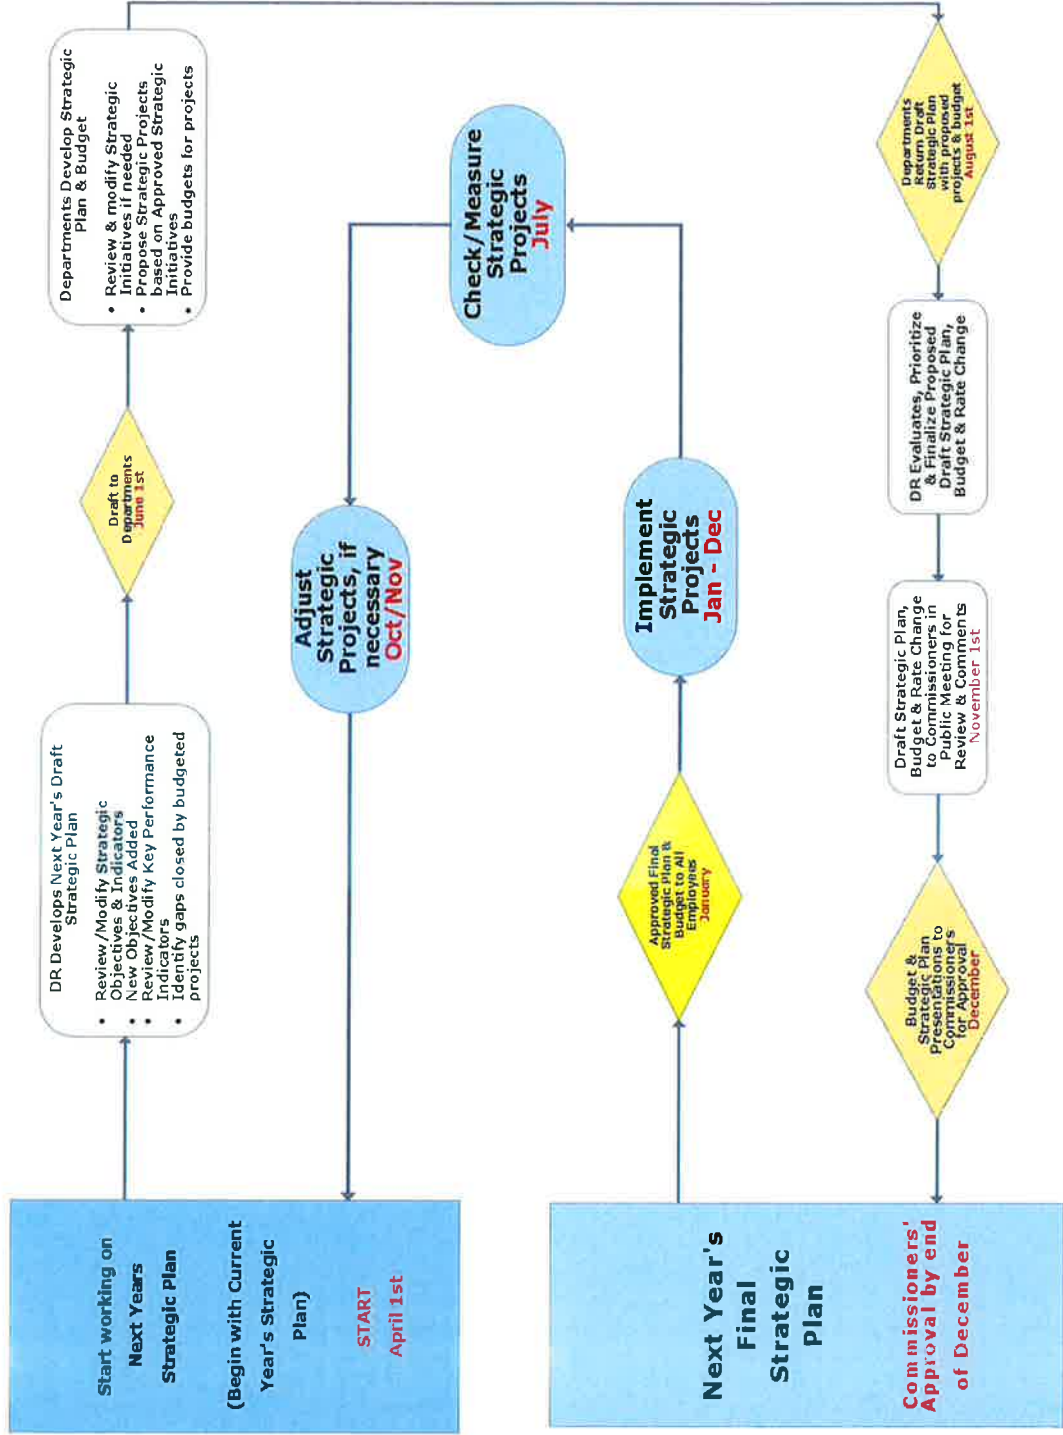 Start working on
Next Years
Strategic Plan
(Begin with Current
Year's Strategic
Plan)
START
April 1st
DR Develops Next Year's Draft
Strategic Plan
• Review/Modify Strategic
Objectives & Indicators
• New Objectives Added
• Review/Modify Key Performance
Indicators
• Identify gaps closed by budgeted
projects
Draft to
Departments
June 1st
Departments Develop Strategic
Plan & Budget
• Review & modify Strategic
Initiatives if needed
• Propose Strategic Projects
based on Approved Strategic
Initiatives
• Provide budgets for projects
Adjust
Strategic
Projects, if
necessary
Oct/Nov
Check/Measure
Strategic
Projects
July
Next Year's
Final
Strategic
Plan
Commissioners'
Approval by end
of December
Approved Final
Strategic Plan &
Budget to All
Employees
January
Implement
Strategic
Projects
Jan - Dec
Budget &
Strategic Plan
Presentations to
Commissioners
for Approval
December
Draft Strategic Plan,
Budget & Rate Change
to Commissioners in
Public Meeting for
Review & Comments
November 1st
DR Evaluates, Prioritize
& Finalize Proposed
Draft Strategic Plan,
Budget & Rate Change
Departments
Return Draft
Strategic Plan
with proposed
projects & budget
August 1st